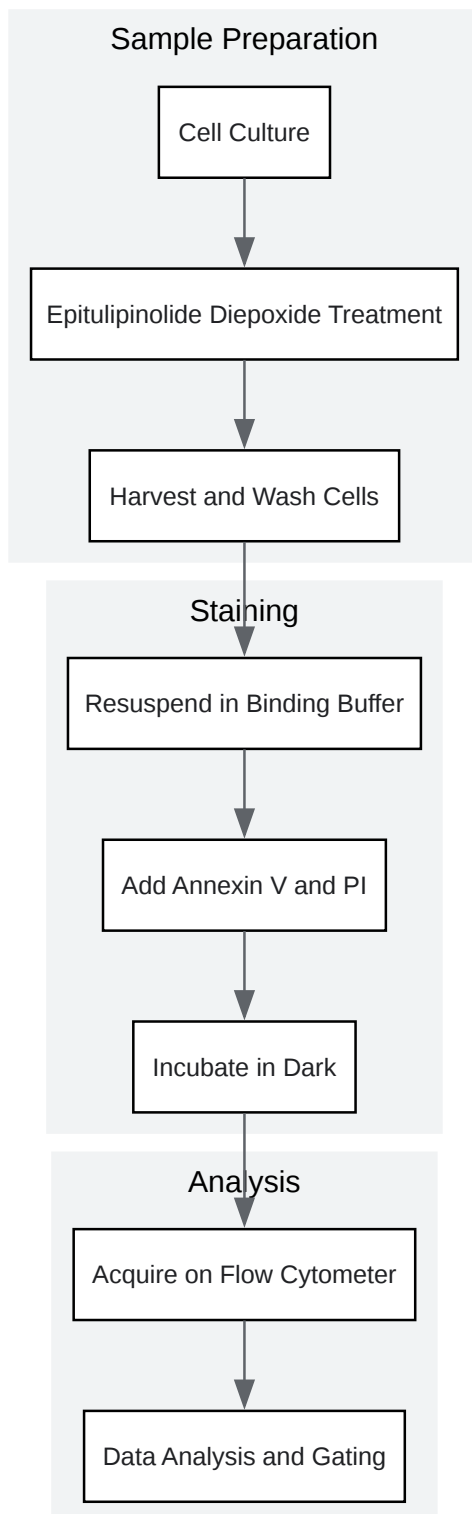 Sample Preparation
Cell Culture
Epitulipinolide Diepoxide Treatment
Harvest and Wash Cells
Staining
Resuspend in Binding Buffer
Add Annexin V and PI
Incubate in Dark
Analysis
Acquire on Flow Cytometer
Data Analysis and Gating